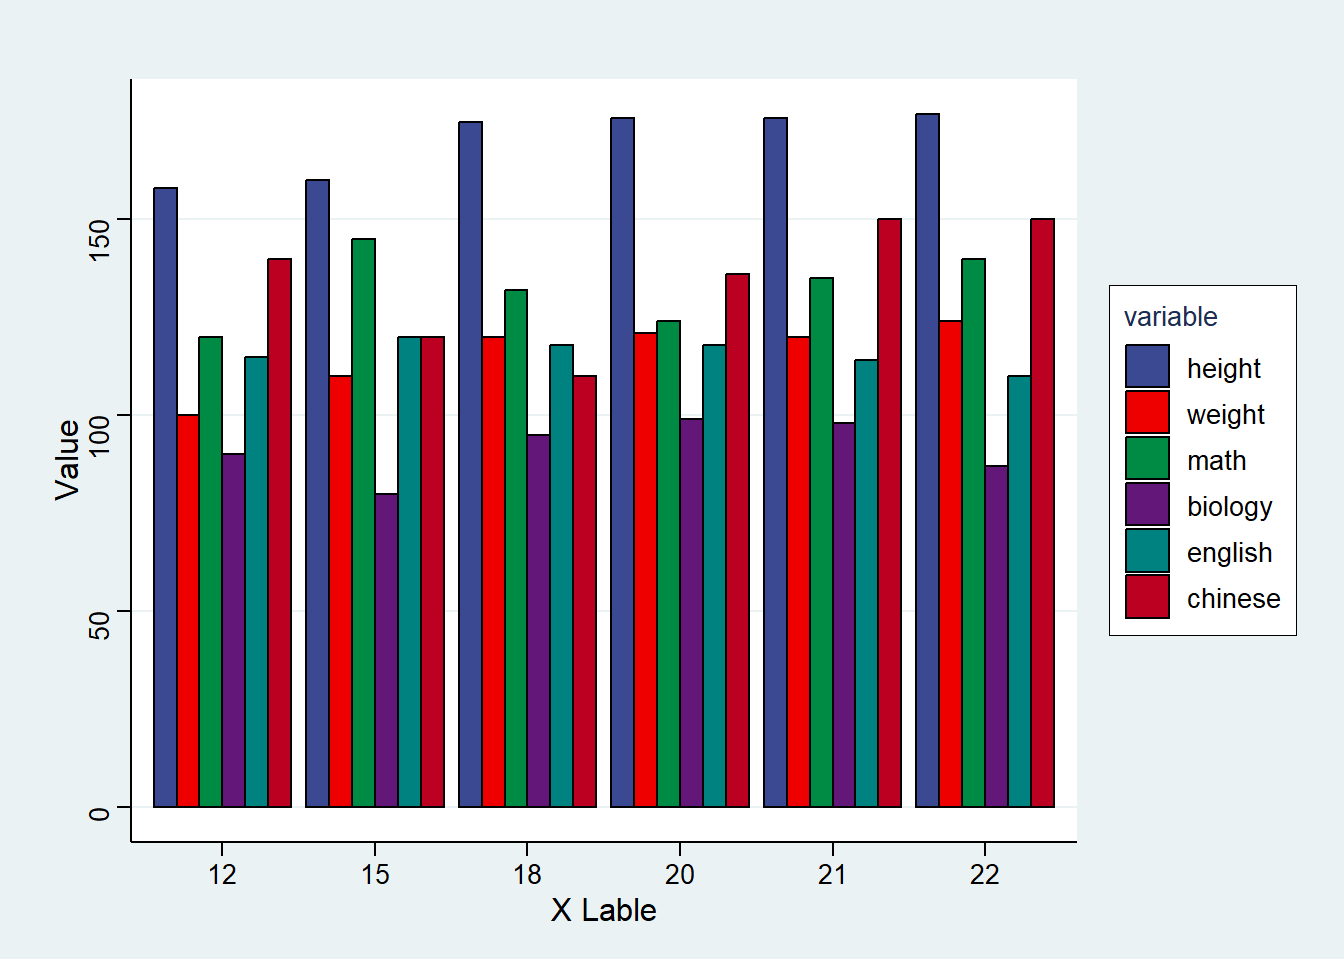 150
100
50
0
Value
12 15 18 20 21 22
X Lable
variable
height
weight
math
biology
english
chinese